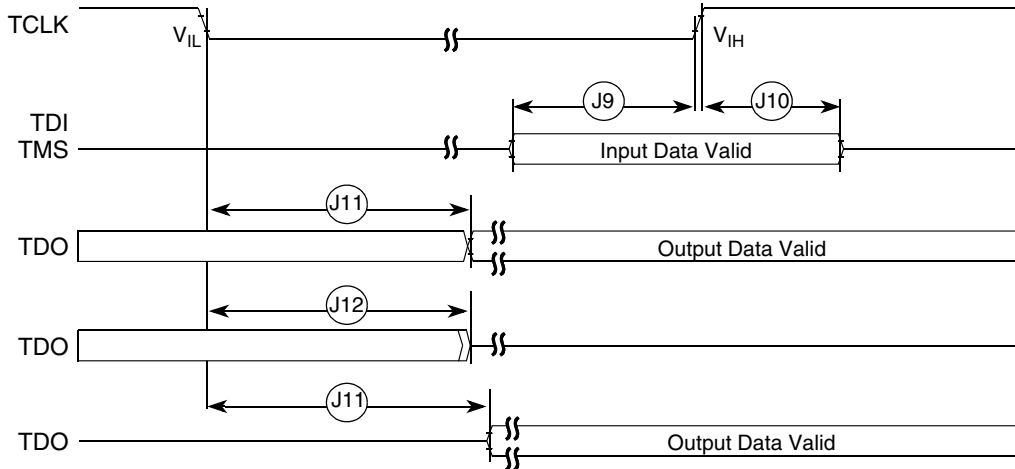 TCLK
VIL
VIH
J9
J10
TDI
TMS
Input Data Valid
J11
TDO
Output Data Valid
J12
TDO
J11
TDO
Output Data Valid